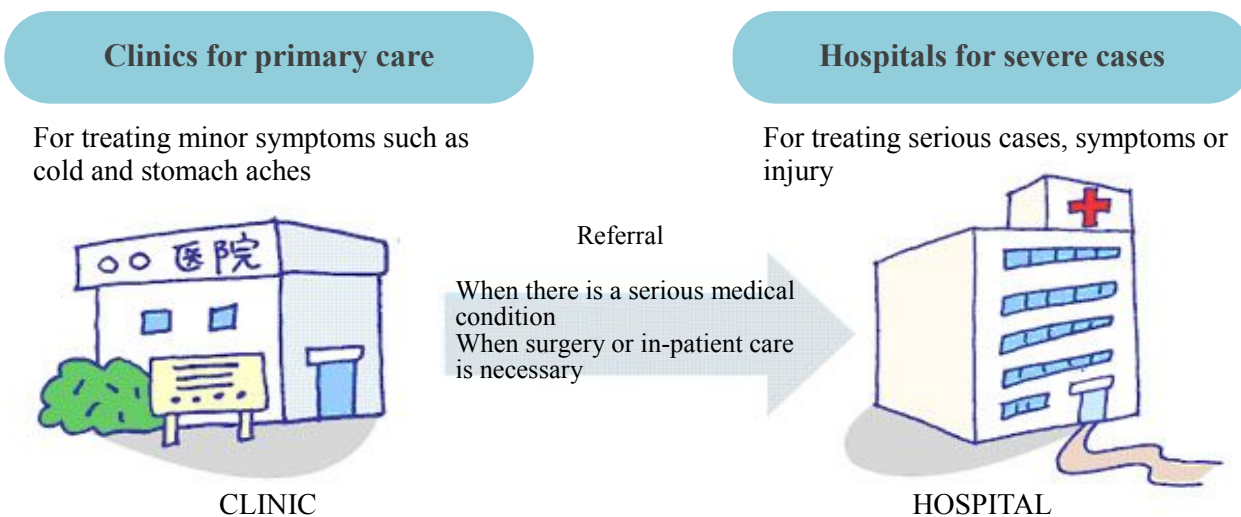 Clinics for primary care
Hospitals for severe cases
For treating minor symptoms such as
cold and stomach aches
For treating serious cases, symptoms or
injury
○○医院
Referral
When there is a serious medical
condition
When surgery or in-patient care
is necessary
CLINIC
HOSPITAL